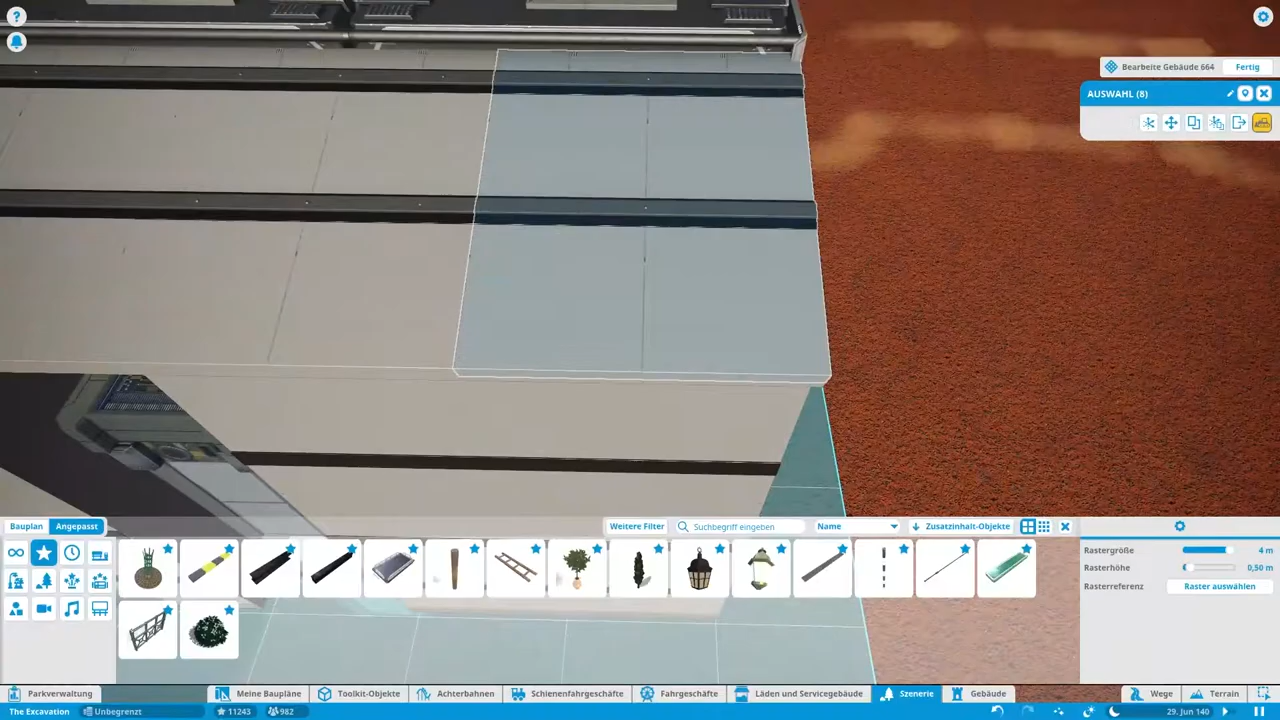 ?
Bearbeite Gebäude 664
Fertig
AUSWAHL (8)
Bauplan
Angepasst
Weitere Filter
Suchbegriff eingeben
Name
Zusatzinhalt-Objekte
Rastergröße
4 m
Rasterhöhe
0,50 m
Rasterreferenz
Raster auswählen
Parkverwaltung
Meine Baupläne
Toolkit-Objekte
Achterbahnen
Schienenfahrgeschäfte
Fahrgeschäfte
Läden und Servicegebäude
Szenerie
Gebäude
Wege
Terrain
The Excavation
Unbegrenzt
11243
982
29. Jun 140